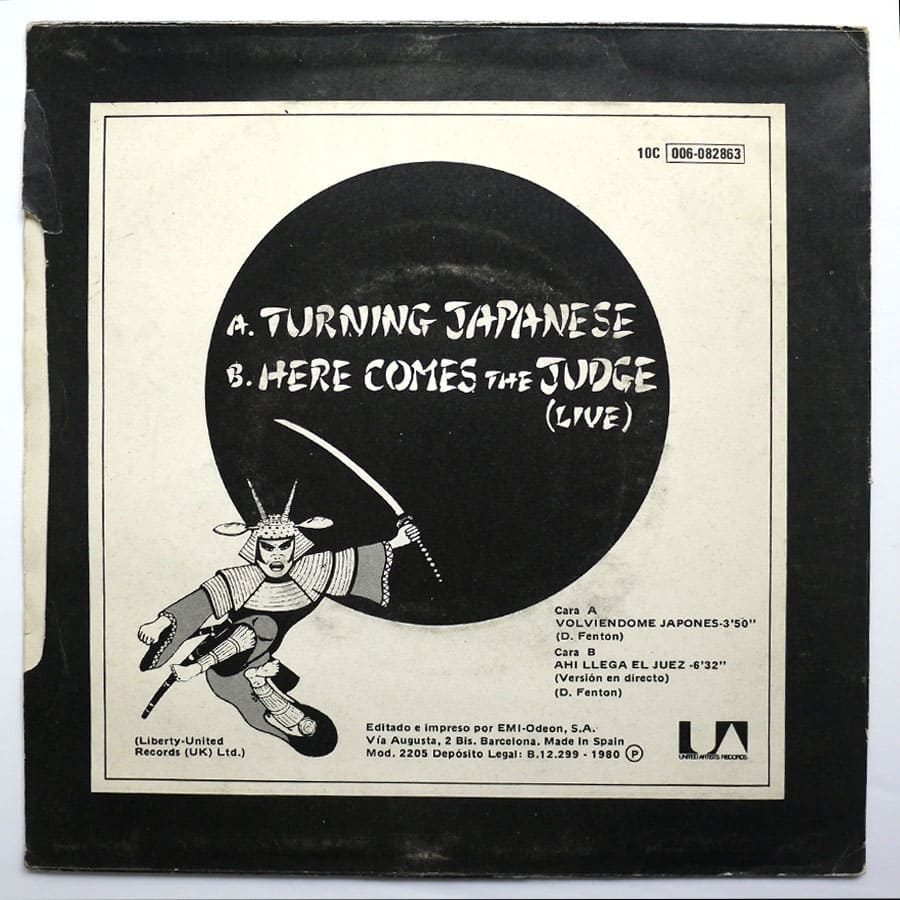 10C 006-082863
A. TURNING JAPANESE
B. HERE COMES THE JUDGE
(LIVE)
Cara A
VOLVIENDOME JAPONES-3'50"
(D. Fenton)
Cara B
AHI LLEGA EL JUEZ -6'32"
(Versión en directo)
(D. Fenton)
(Liberty-United
Records (UK) Ltd.)
Editado e impreso por EMI-Odeon, S.A.
Vía Augusta, 2 Bis. Barcelona. Made in Spain
Mod. 2205 Depósito Legal: B.12.299 - 1980 Ⓟ
UA
UNITED ARTISTS RECORDS